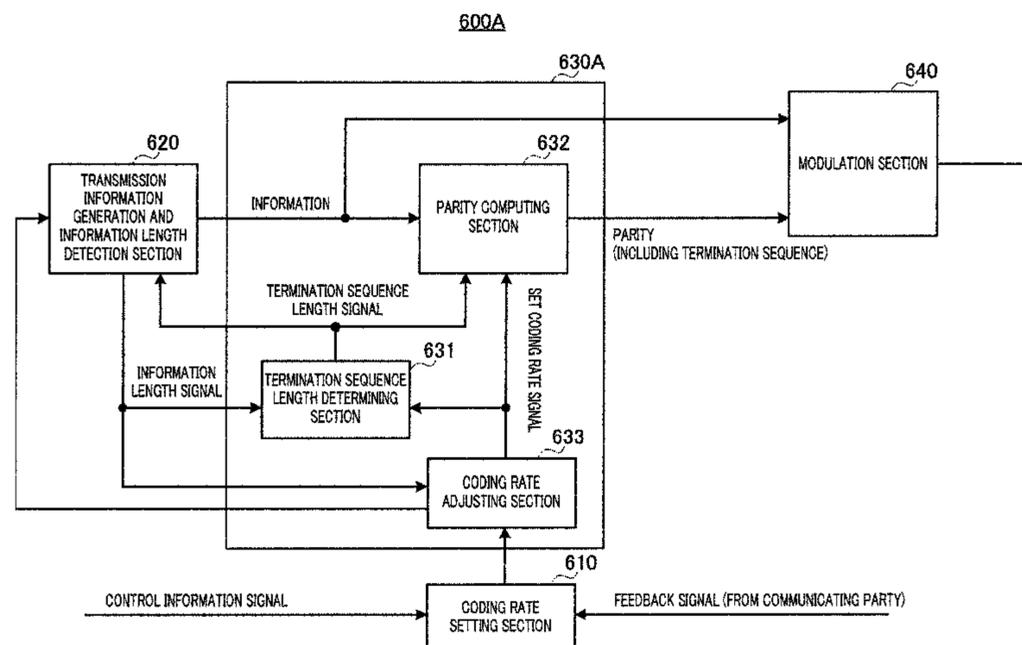 600A
630A
640
620
632
TRANSMISSION
INFORMATION
GENERATION AND
INFORMATION LENGTH
DETECTION SECTION
INFORMATION
PARITY COMPUTING
SECTION
MODULATION SECTION
PARITY
(INCLUDING TERMINATION SEQUENCE)
TERMINATION SEQUENCE
LENGTH SIGNAL
SET CODING RATE SIGNAL
631
INFORMATION
LENGTH SIGNAL
TERMINATION SEQUENCE
LENGTH DETERMINING
SECTION
633
CODING RATE
ADJUSTING SECTION
610
CONTROL INFORMATION SIGNAL
CODING RATE
SETTING SECTION
FEEDBACK SIGNAL (FROM COMMUNICATING PARTY)